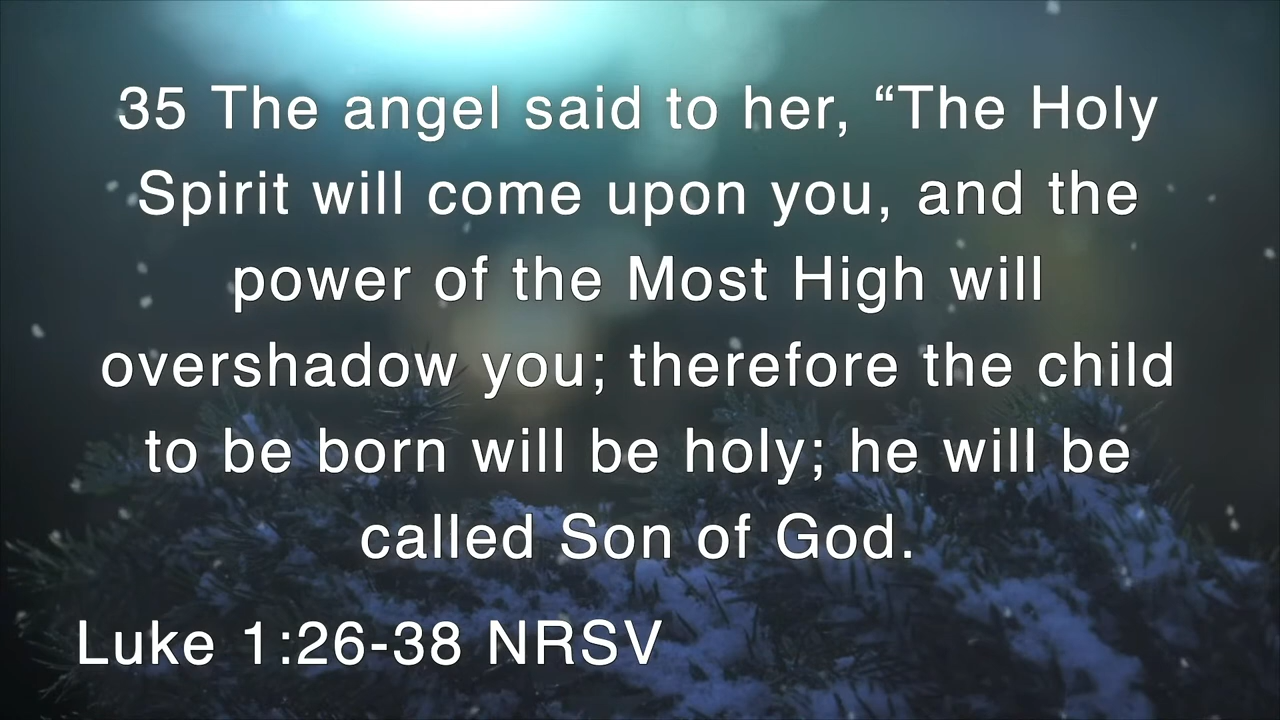 35 The angel said to her, “The Holy
Spirit will come upon you, and the
power of the Most High will
overshadow you; therefore the child
to be born will be holy; he will be
called Son of God.
Luke 1:26-38 NRSV